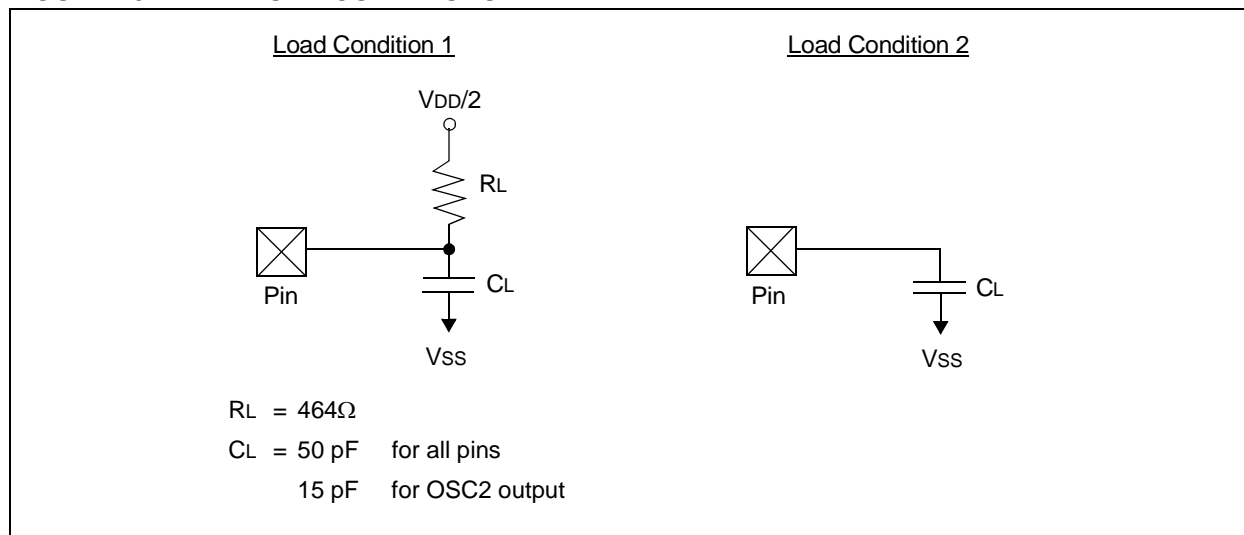 Load Condition 1
Load Condition 2
VDD/2
RL
Pin
CL
VSS
Pin
CL
VSS
RL = 464Ω
CL = 50 pF for all pins
15 pF for OSC2 output